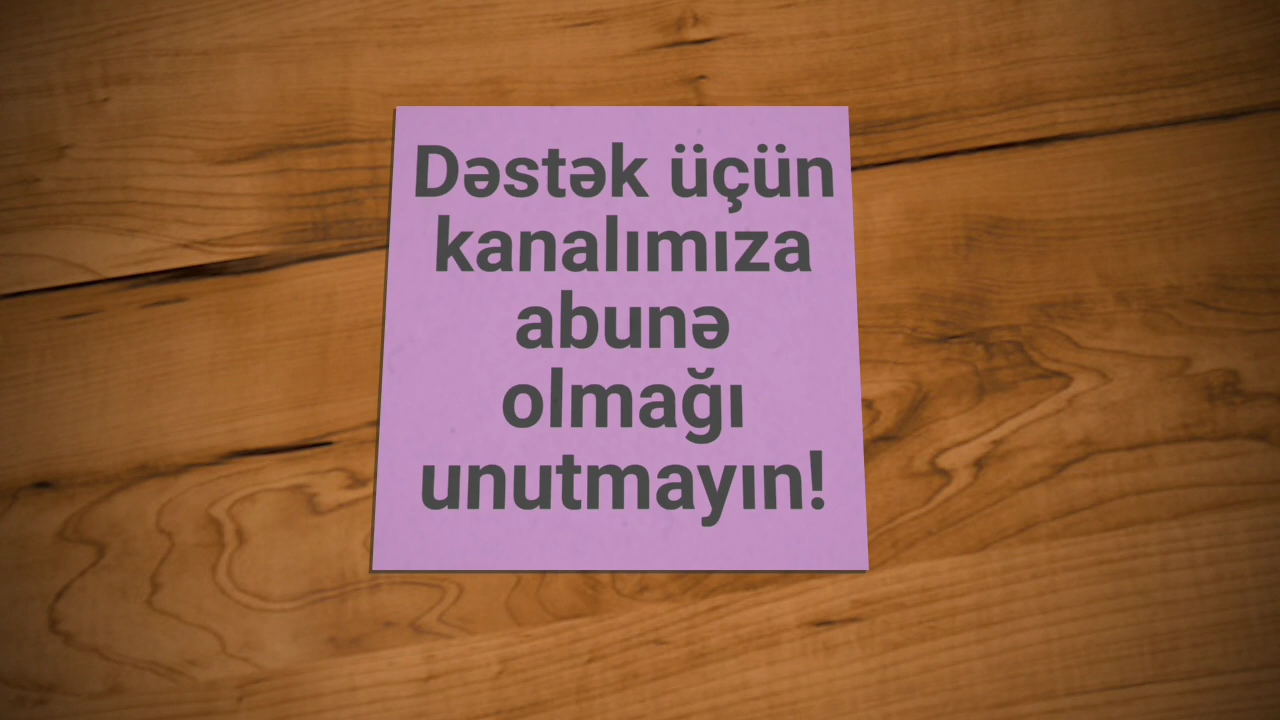 Dəstək üçün
kanalımıza
abunə
olmağı
unutmayın!